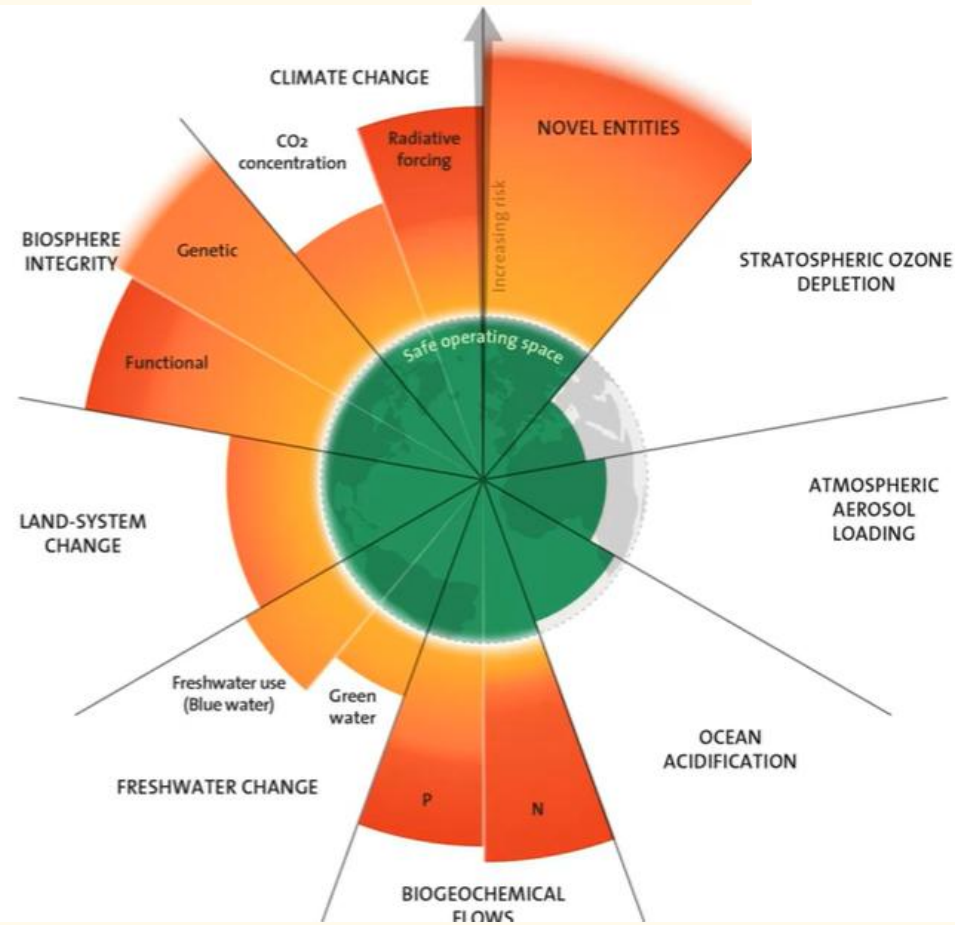 CLIMATE CHANGE
CO2
concentration
Radiative
forcing
NOVEL ENTITIES
Increasing risk
BIOSPHERE
INTEGRITY
Genetic
Functional
STRATOSPHERIC OZONE
DEPLETION
Safe operating space
LAND-SYSTEM
CHANGE
ATMOSPHERIC
AEROSOL
LOADING
Freshwater use
(Blue water)
Green
water
FRESHWATER CHANGE
P
N
OCEAN
ACIDIFICATION
BIOGEOCHEMICAL
FLOWS